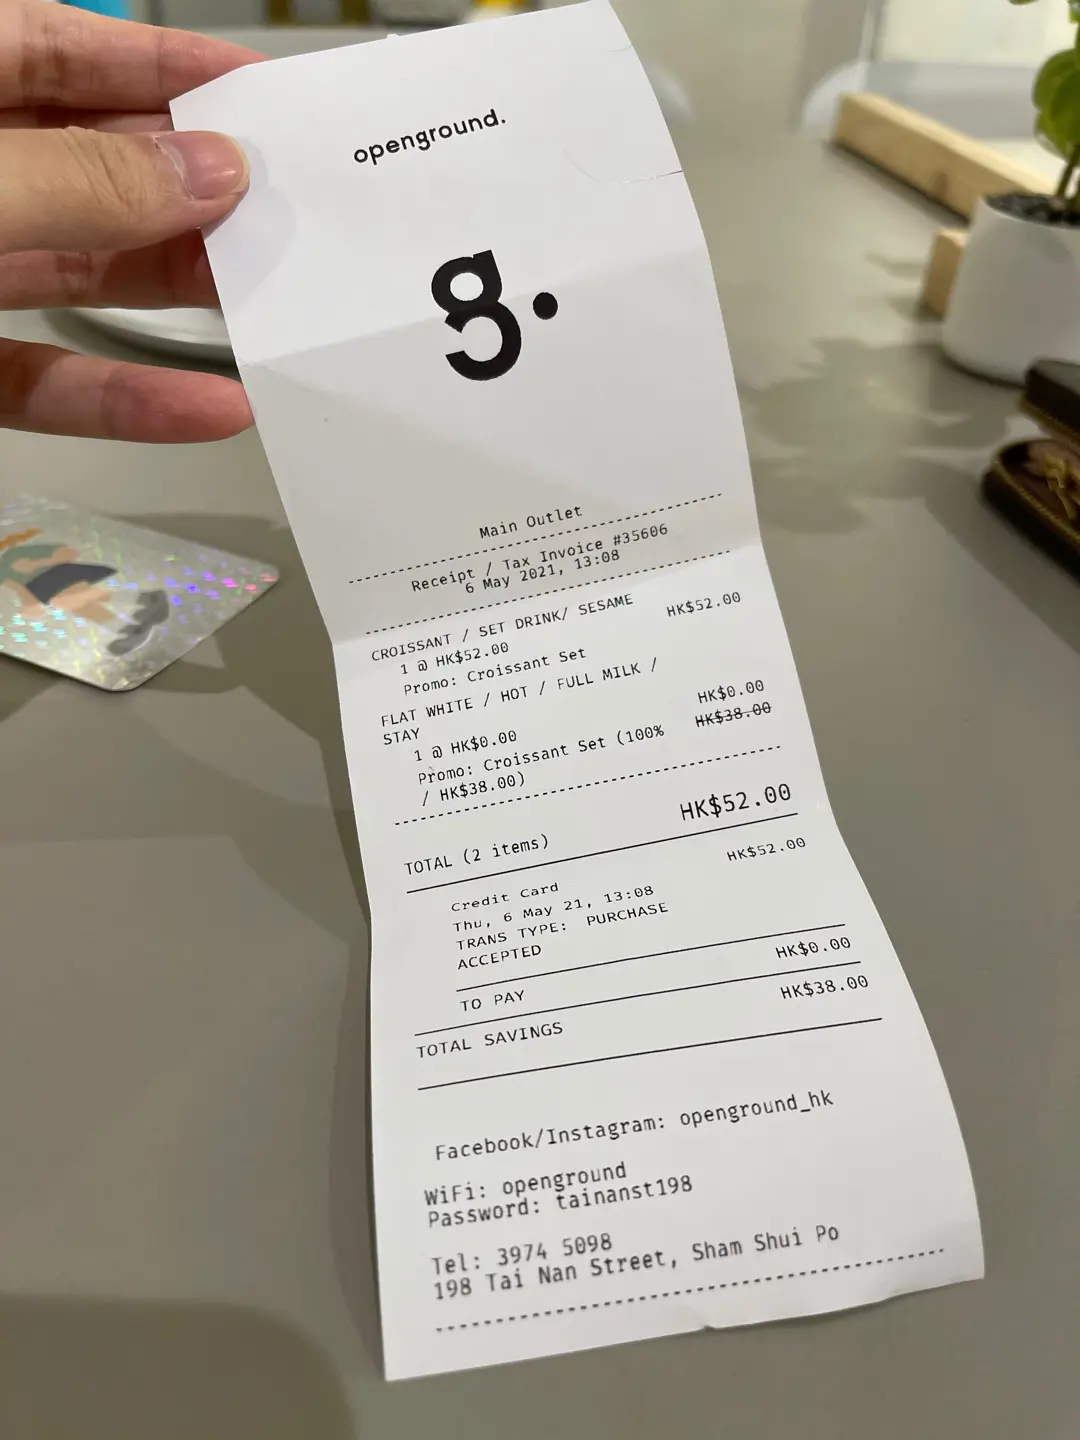 openground.
g.
Main Outlet
Receipt / Tax Invoice #35606
6 May 2021, 13:08
CROISSANT / SET DRINK/ SESAME HK$52.00
1 @ HK$52.00
Promo: Croissant Set
FLAT WHITE / HOT / FULL MILK /
STAY HK$0.00
1 @ HK$0.00 HK$38.00
Promo: Croissant Set (100%
/ HK$38.00)
TOTAL (2 items) HK$52.00
Credit Card HK$52.00
Thu, 6 May 21, 13:08
TRANS TYPE: PURCHASE
ACCEPTED
TO PAY HK$0.00
TOTAL SAVINGS HK$38.00
Facebook/Instagram: openground_hk
WiFi: openground
Password: tainanst198
Tel: 3974 5098
198 Tai Nan Street, Sham Shui Po